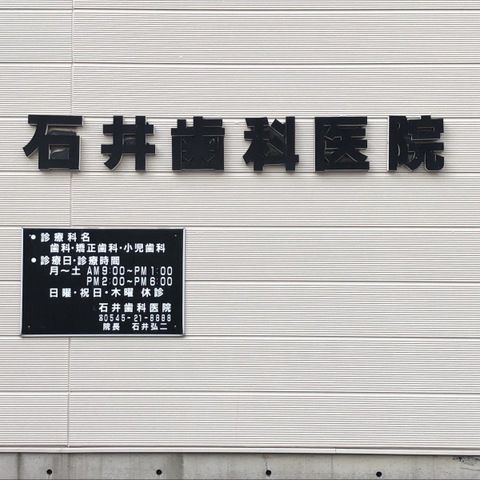 石井歯科医院
● 診療科名
歯科・矯正歯科・小児歯科
● 診療日・診療時間
月〜土 AM9:00〜PM1:00
PM2:00〜PM6:00
日曜・祝日・木曜 休診
石井歯科医院
☎0545-21-8888
院長 石井弘二